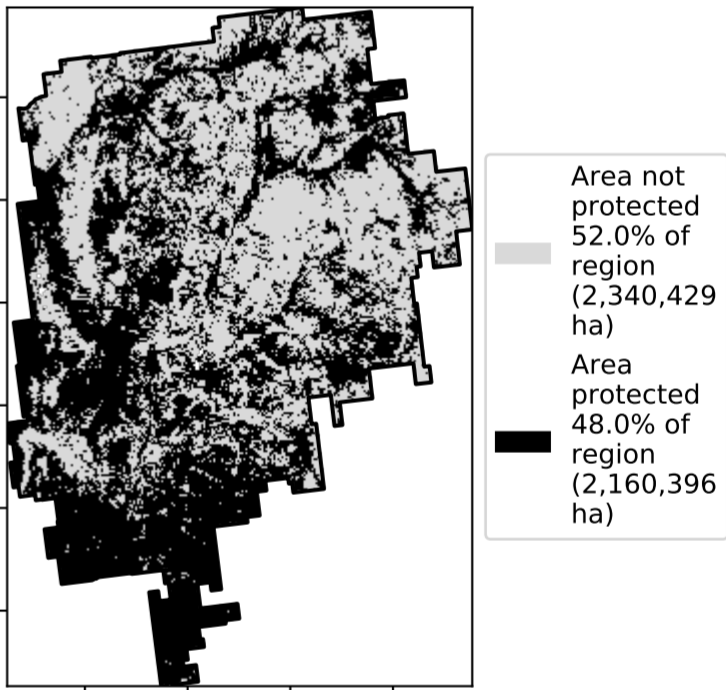 Area not
protected
52.0% of
region
(2,340,429
ha)
Area
protected
48.0% of
region
(2,160,396
ha)